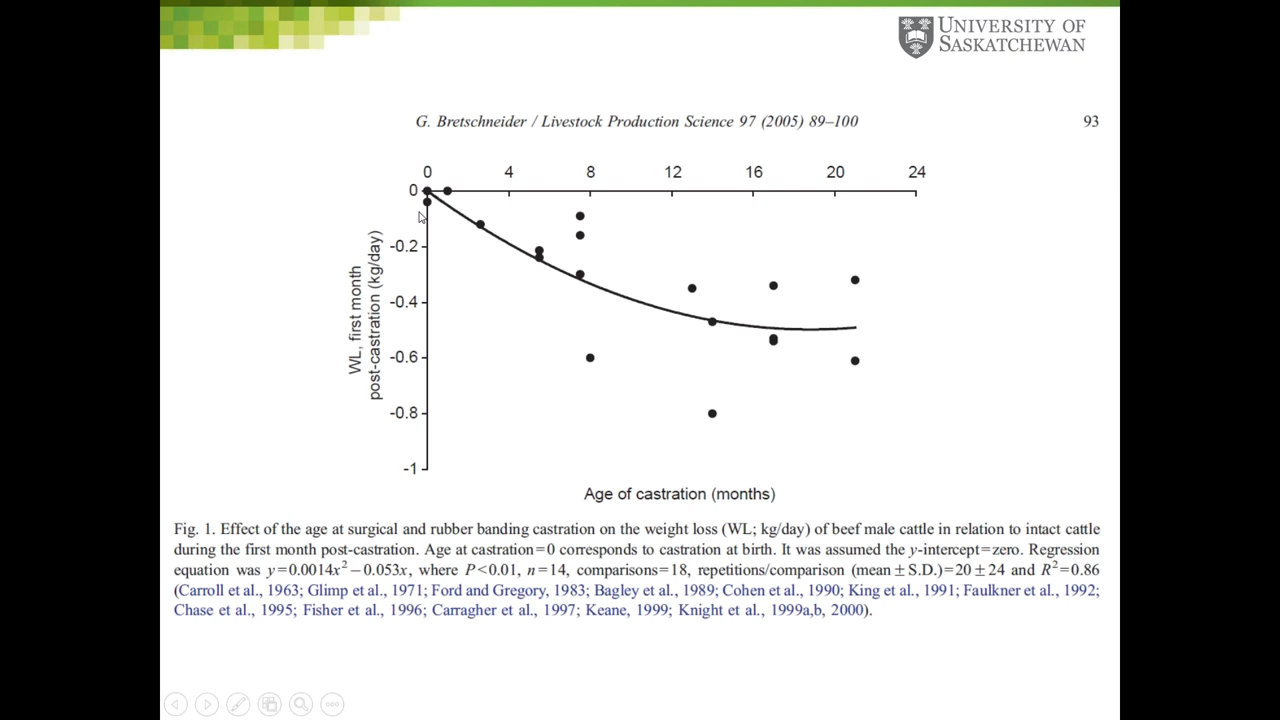 UNIVERSITY OF
SASKATCHEWAN
G. Bretschneider / Livestock Production Science 97 (2005) 89–100 93
0 4 8 12 16 20 24
0
-0.2
-0.4
-0.6
-0.8
-1
WL, first month
post-castration (kg/day)
Age of castration (months)
Fig. 1. Effect of the age at surgical and rubber banding castration on the weight loss (WL; kg/day) of beef male cattle in relation to intact cattle
during the first month post-castration. Age at castration=0 corresponds to castration at birth. It was assumed the y-intercept=zero. Regression
equation was y=0.0014x²−0.053x, where P<0.01, n=14, comparisons=18, repetitions/comparison (mean±S.D.)=20±24 and R²=0.86
(Carroll et al., 1963; Glimp et al., 1971; Ford and Gregory, 1983; Bagley et al., 1989; Cohen et al., 1990; King et al., 1991; Faulkner et al., 1992;
Chase et al., 1995; Fisher et al., 1996; Carragher et al., 1997; Keane, 1999; Knight et al., 1999a,b, 2000).